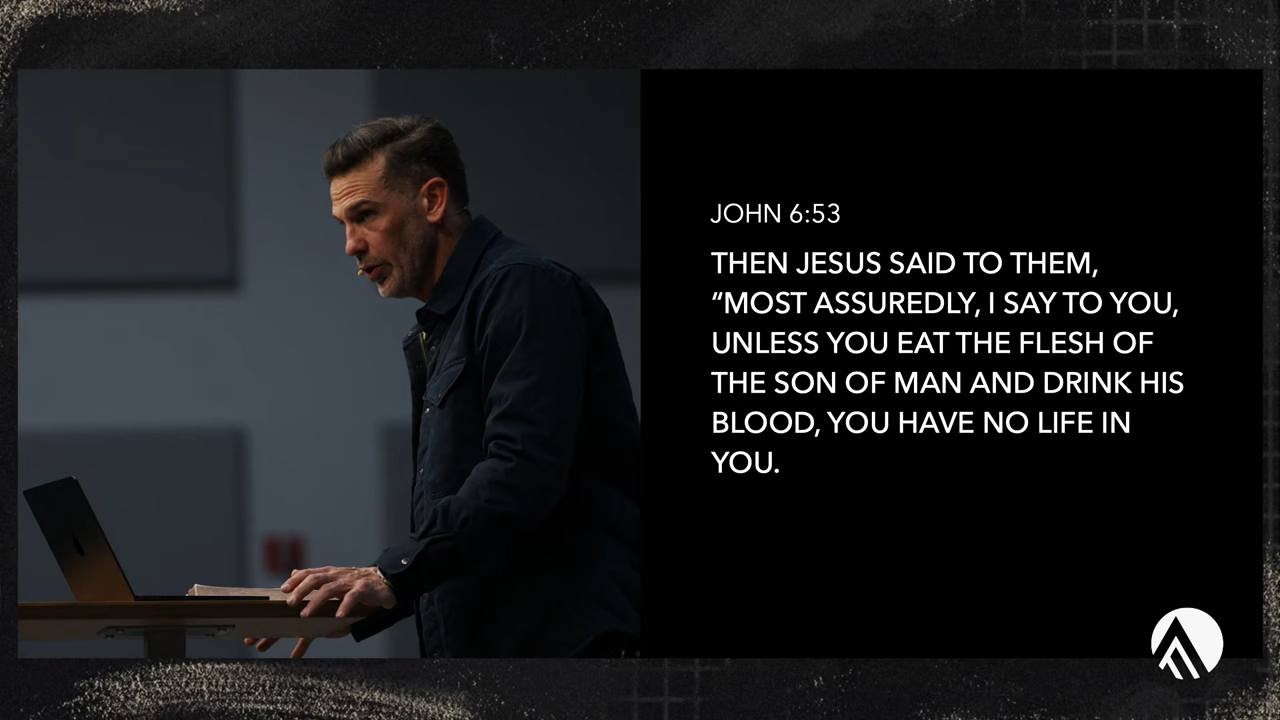 JOHN 6:53
THEN JESUS SAID TO THEM,
“MOST ASSUREDLY, I SAY TO YOU,
UNLESS YOU EAT THE FLESH OF
THE SON OF MAN AND DRINK HIS
BLOOD, YOU HAVE NO LIFE IN
YOU.